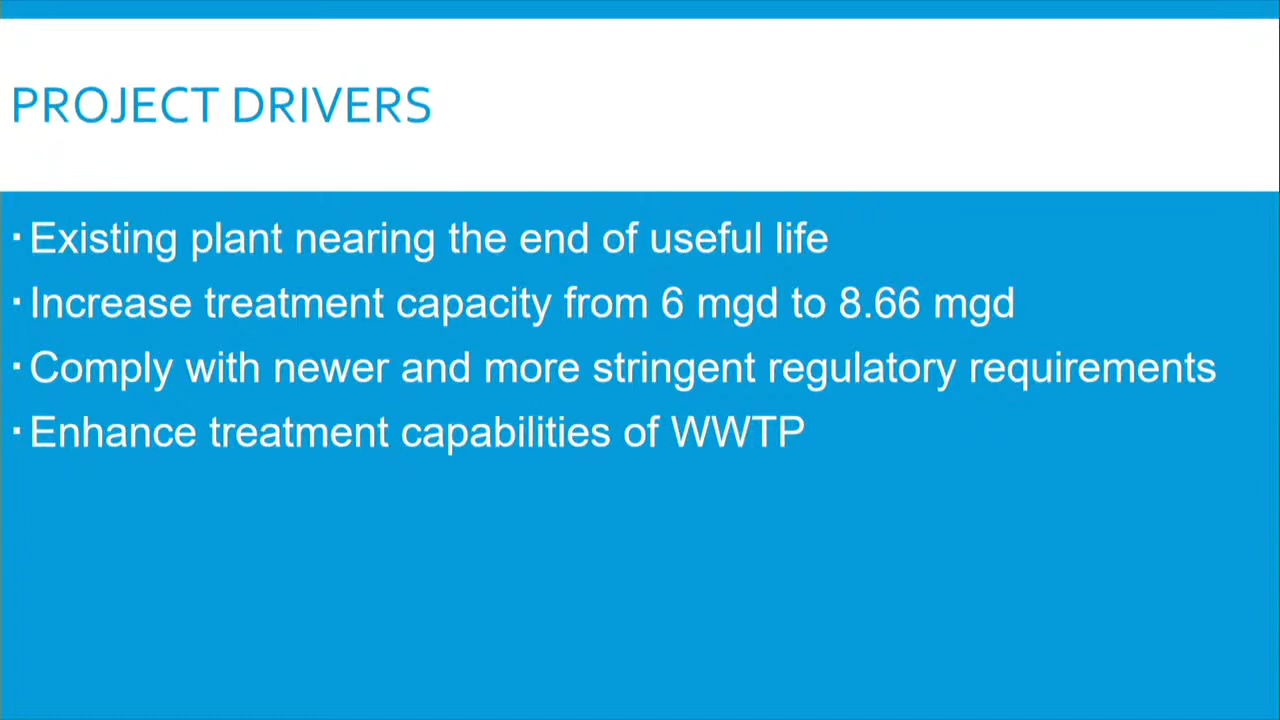 PROJECT DRIVERS
▪ Existing plant nearing the end of useful life
▪ Increase treatment capacity from 6 mgd to 8.66 mgd
▪ Comply with newer and more stringent regulatory requirements
▪ Enhance treatment capabilities of WWTP